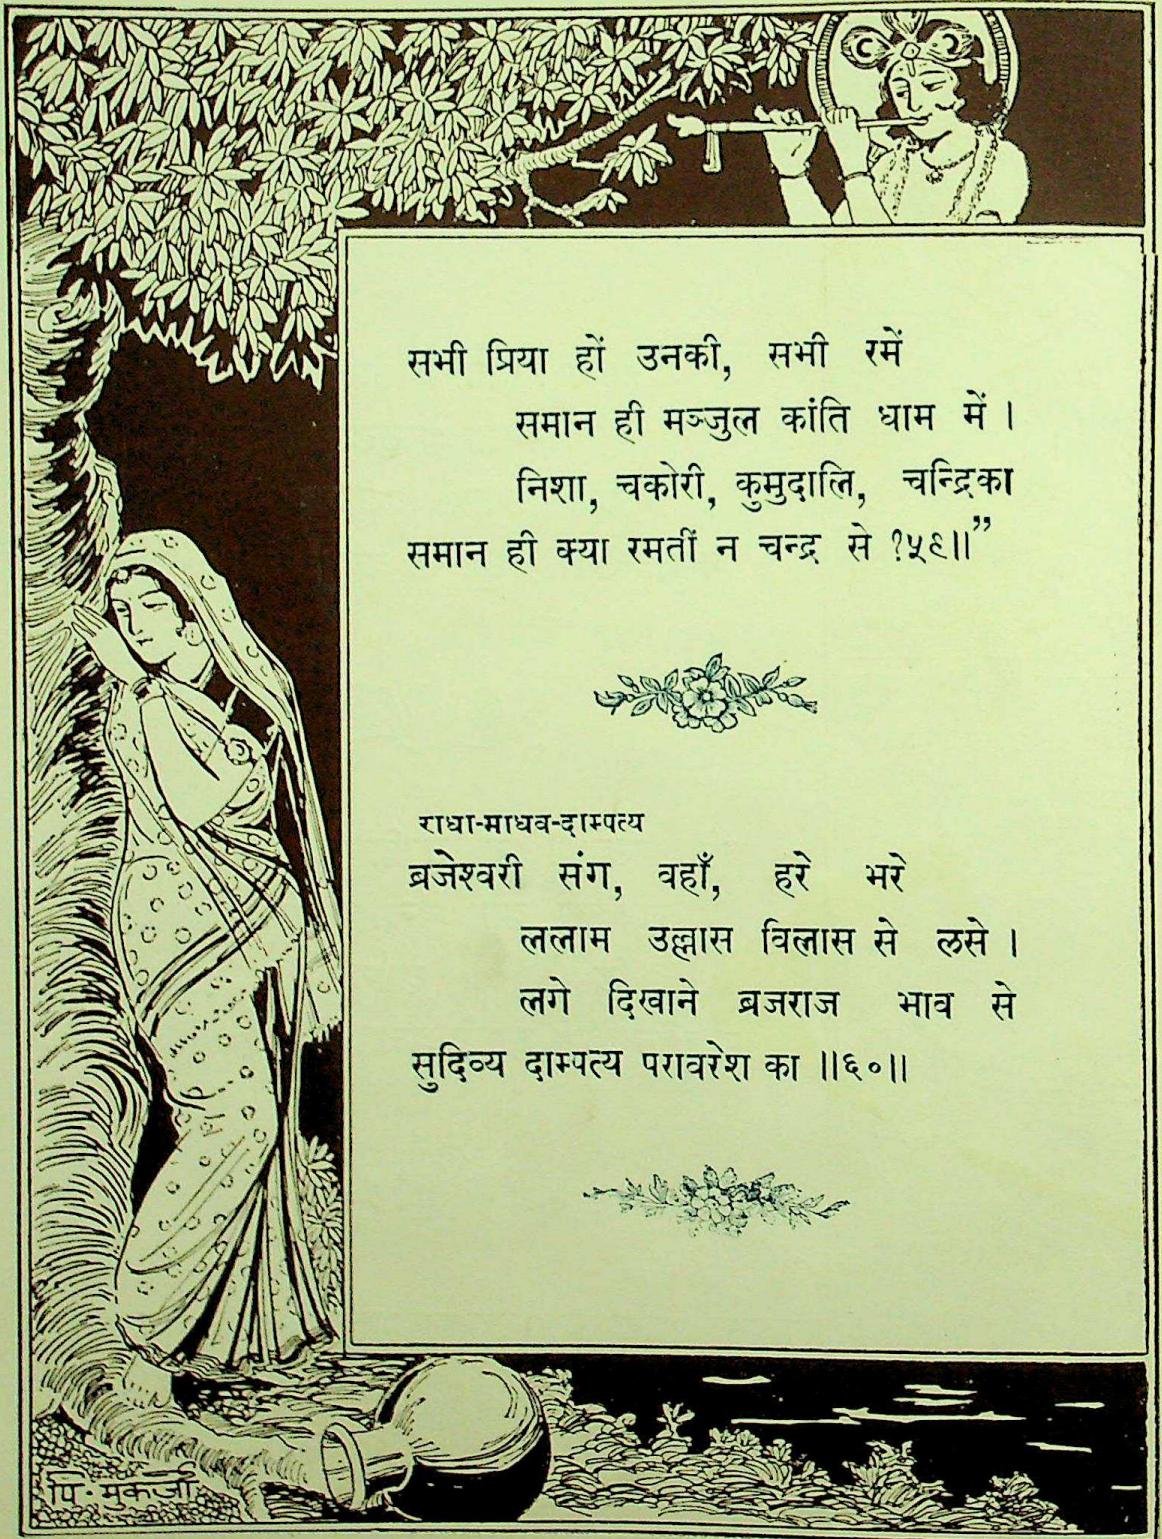 सभी प्रिया हों उनकी, सभी रमें
समान ही मञ्जुल कांति धाम में ।
निशा, चकोरी, कुमुदालि, चन्द्रिका
समान ही क्या रमतीं न चन्द्र से ?५९॥”
राधा-माधव-दाम्पत्य
ब्रजेश्वरी संग, वहाँ, हरे भरे
ललाम उल्लास विलास से लसे ।
लगे दिखाने ब्रजराज भाव से
सुदिव्य दाम्पत्य परावरेश का ॥६०॥
पि. मुकर्जी